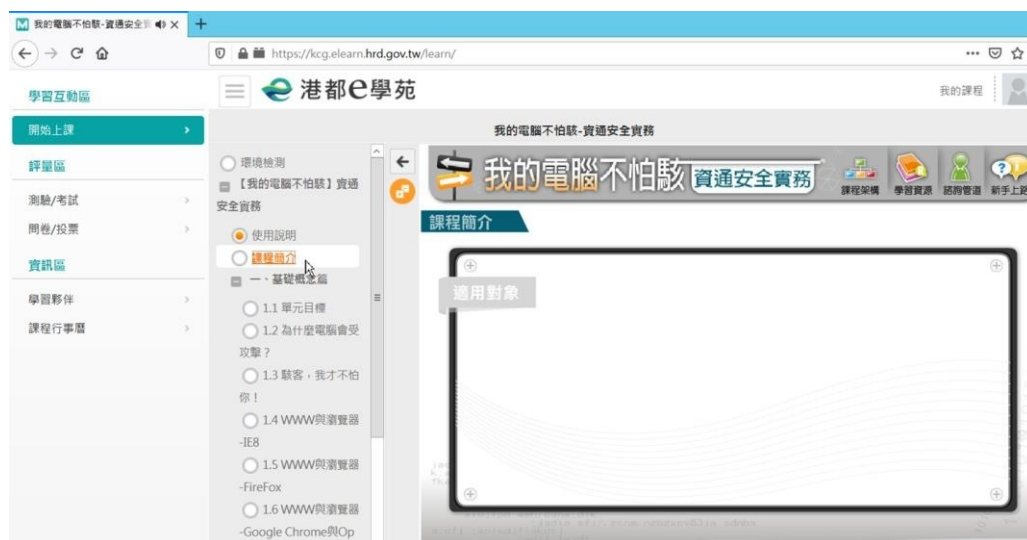 我的電腦不怕駭-資通安全
https://kcg.elearn.hrd.gov.tw/learn/
學習互動區
開始上課
評量區
測驗/考試
問卷/投票
資訊區
學習夥伴
課程行事曆
港都e學苑
我的課程
我的電腦不怕駭-資通安全實務
環境檢測
【我的電腦不怕駭】資通
安全實務
使用說明
課程簡介
一、基礎概念篇
1.1 單元目標
1.2 為什麼電腦會受
攻擊？
1.3 駭客，我才不怕
你！
1.4 WWW與瀏覽器
-IE8
1.5 WWW與瀏覽器
-FireFox
1.6 WWW與瀏覽器
-Google Chrome與Op
我的電腦不怕駭 資通安全實務
課程架構
學習資源
諮詢管道
新手上路
課程簡介
適用對象